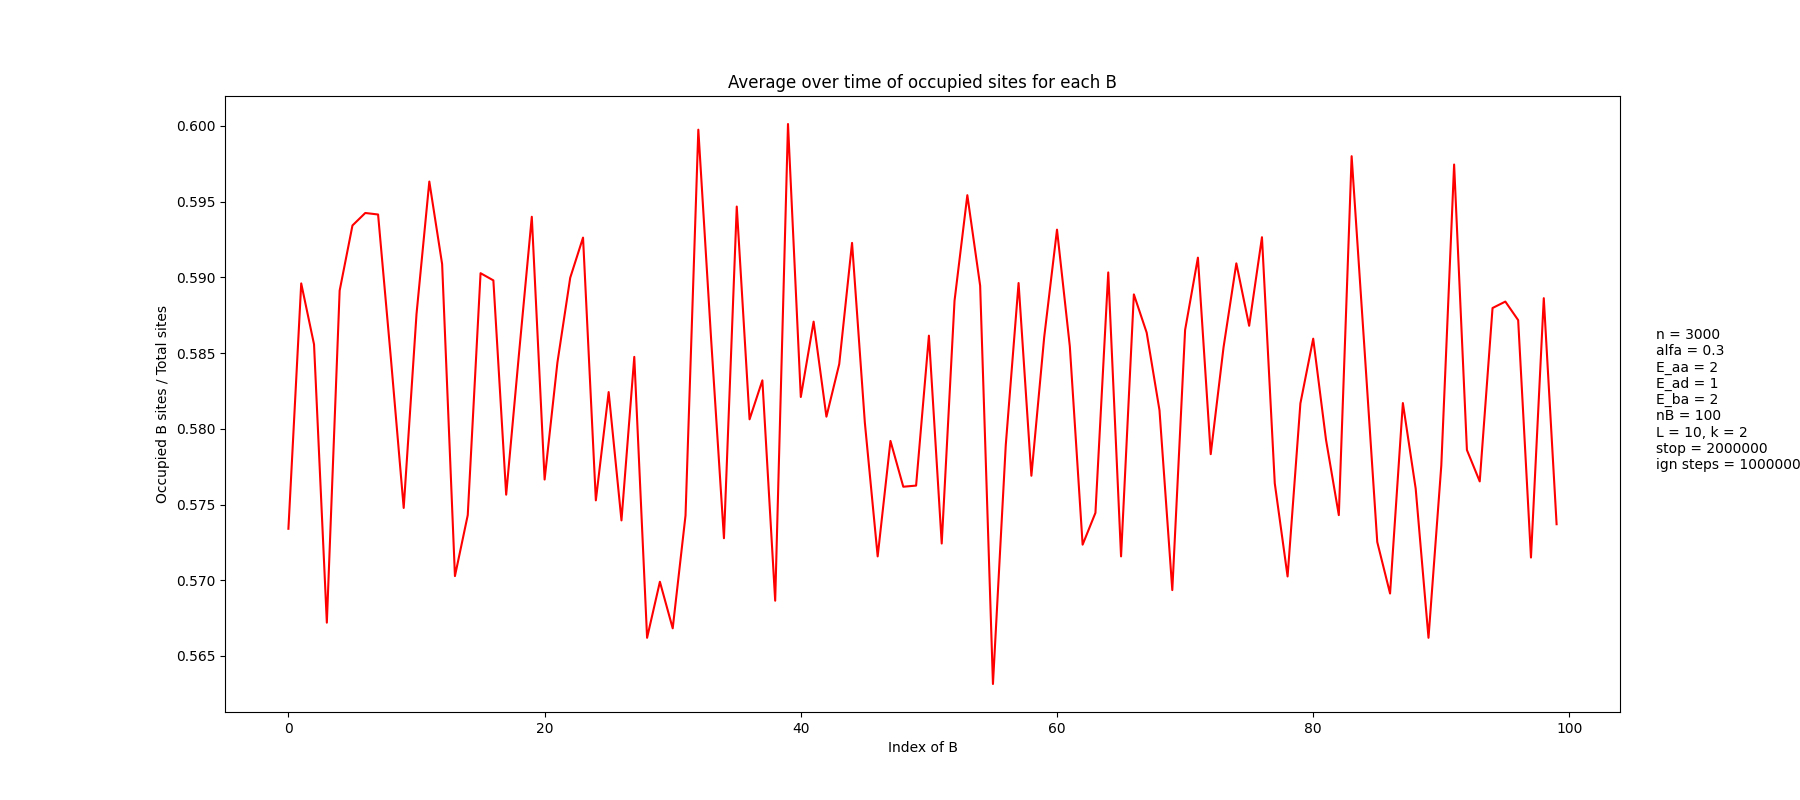 Average over time of occupied sites for each B
Occupied B sites / Total sites
0.600
0.595
0.590
0.585
0.580
0.575
0.570
0.565
0 20 40 60 80 100
Index of B
n = 3000
alfa = 0.3
E_aa = 2
E_ad = 1
E_ba = 2
nB = 100
L = 10, k = 2
stop = 2000000
ign steps = 1000000